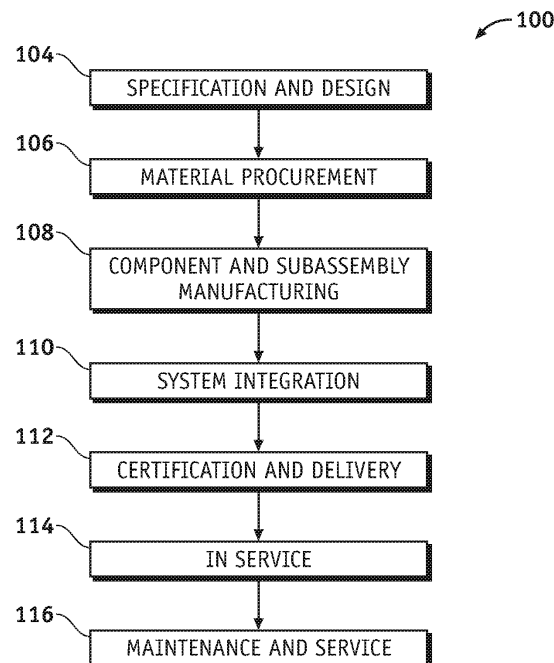 100
104
SPECIFICATION AND DESIGN
106
MATERIAL PROCUREMENT
108
COMPONENT AND SUBASSEMBLY
MANUFACTURING
110
SYSTEM INTEGRATION
112
CERTIFICATION AND DELIVERY
114
IN SERVICE
116
MAINTENANCE AND SERVICE